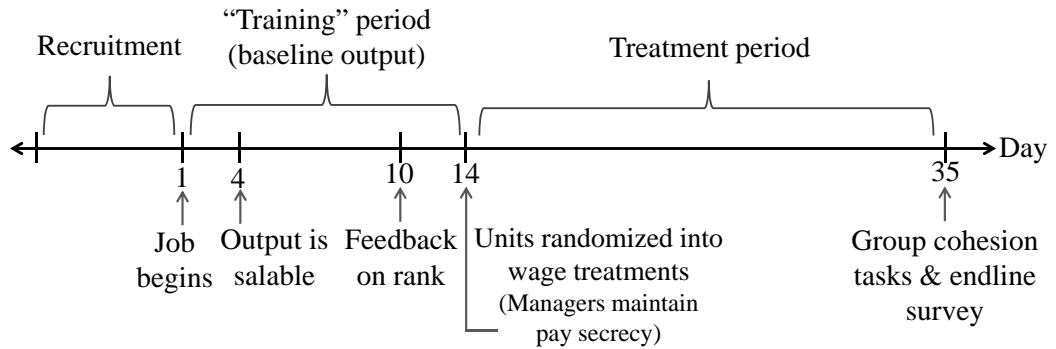 Recruitment
“Training” period
(baseline output)
Treatment period
Day
1
4
10
14
35
Job
begins
Output is
salable
Feedback
on rank
Units randomized into
wage treatments
(Managers maintain
pay secrecy)
Group cohesion
tasks & endline
survey